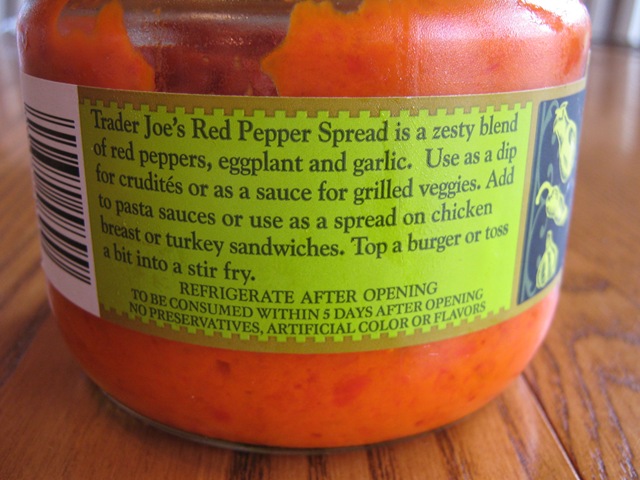 Trader Joe's Red Pepper Spread is a zesty blend
of red peppers, eggplant and garlic. Use as a dip
for crudités or as a sauce for grilled veggies. Add
to pasta sauces or use as a spread on chicken
breast or turkey sandwiches. Top a burger or toss
a bit into a stir fry.
REFRIGERATE AFTER OPENING
TO BE CONSUMED WITHIN 5 DAYS AFTER OPENING
NO PRESERVATIVES, ARTIFICIAL COLOR OR FLAVORS